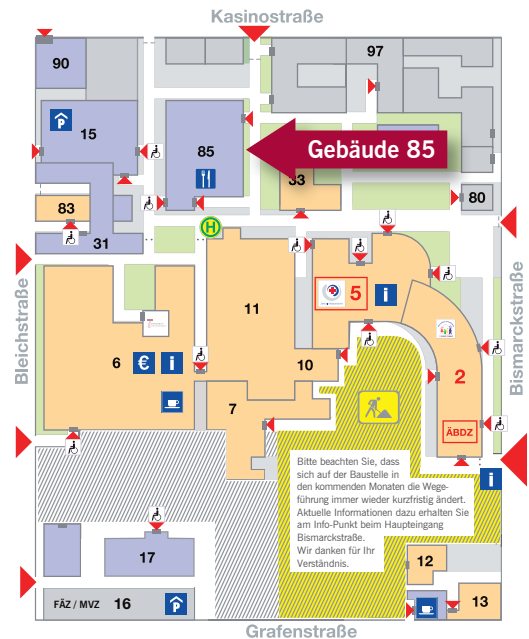 Kasinostraße
90
97
15
P
85
Gebäude 85
33
80
83
31
H
Bleichstraße
Bismarckstraße
11
5
i
6
€
i
10
2
7
ÄBDZ
i
Bitte beachten Sie, dass
sich auf der Baustelle in
den kommenden Monaten die Wege-
führung immer wieder kurzfristig ändert.
Aktuelle Informationen dazu erhalten Sie
am Info-Punkt beim Haupteingang
Bismarckstraße.
Wir danken für Ihr
Verständnis.
17
12
FÄZ / MVZ
16
P
13
Grafenstraße